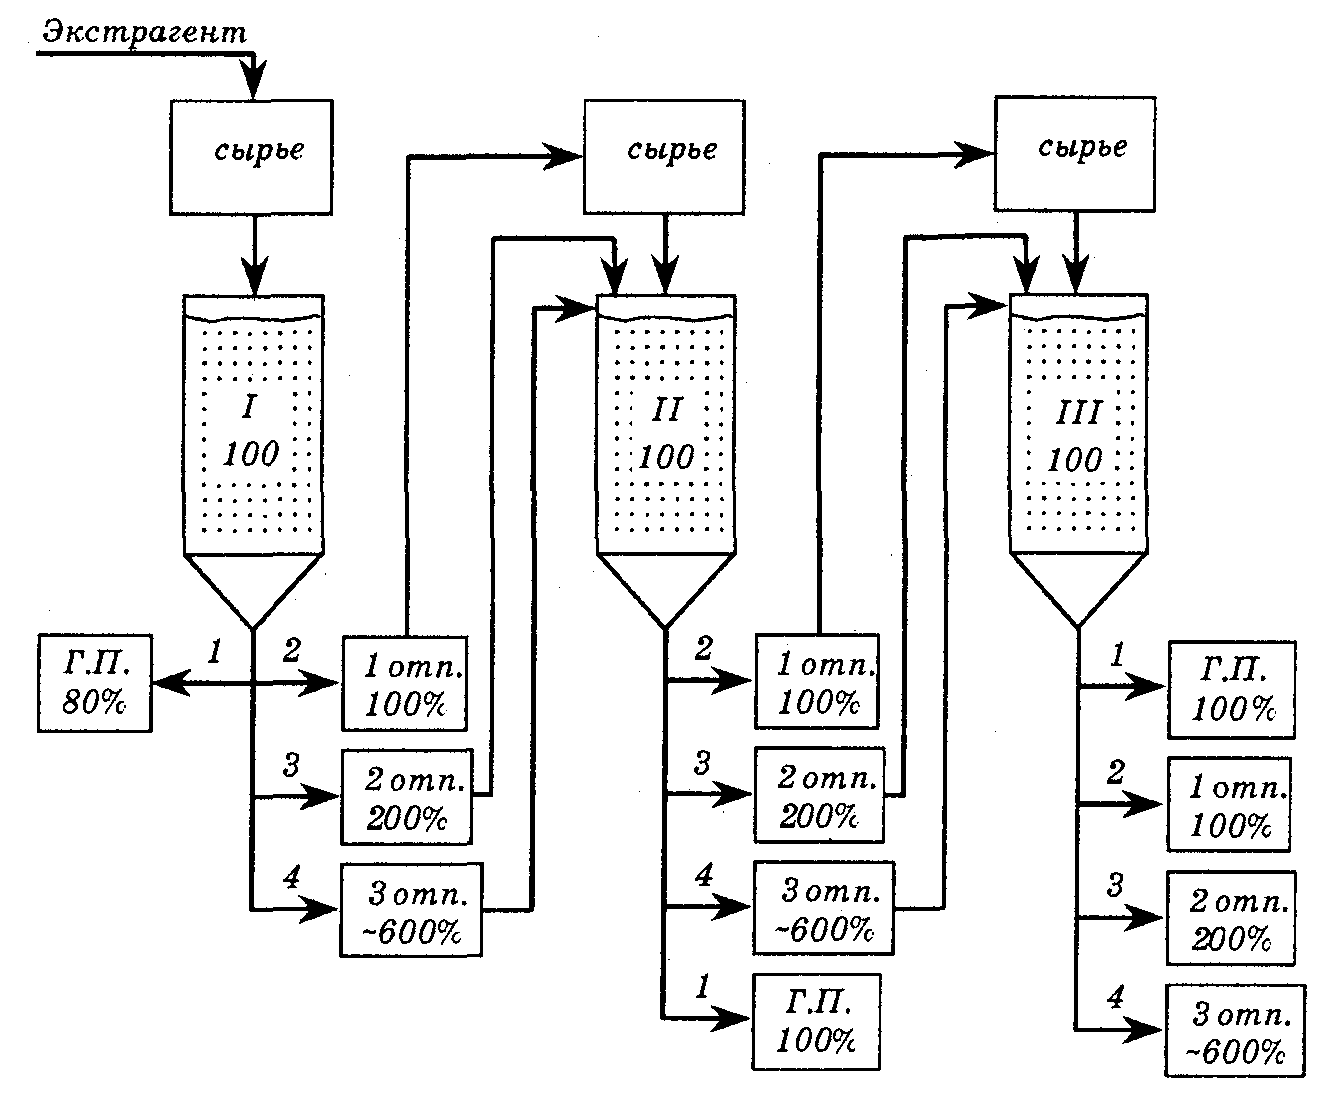 Экстрагент
сырье
сырье
сырье
I
100
II
100
III
100
1
Г.П.
80%
2
1 отп.
100%
3
2 отп.
200%
4
3 отп.
~600%
2
1 отп.
100%
3
2 отп.
200%
4
3 отп.
~600%
1
Г.П.
100%
1
Г.П.
100%
2
1 отп.
100%
3
2 отп.
200%
4
3 отп.
~600%